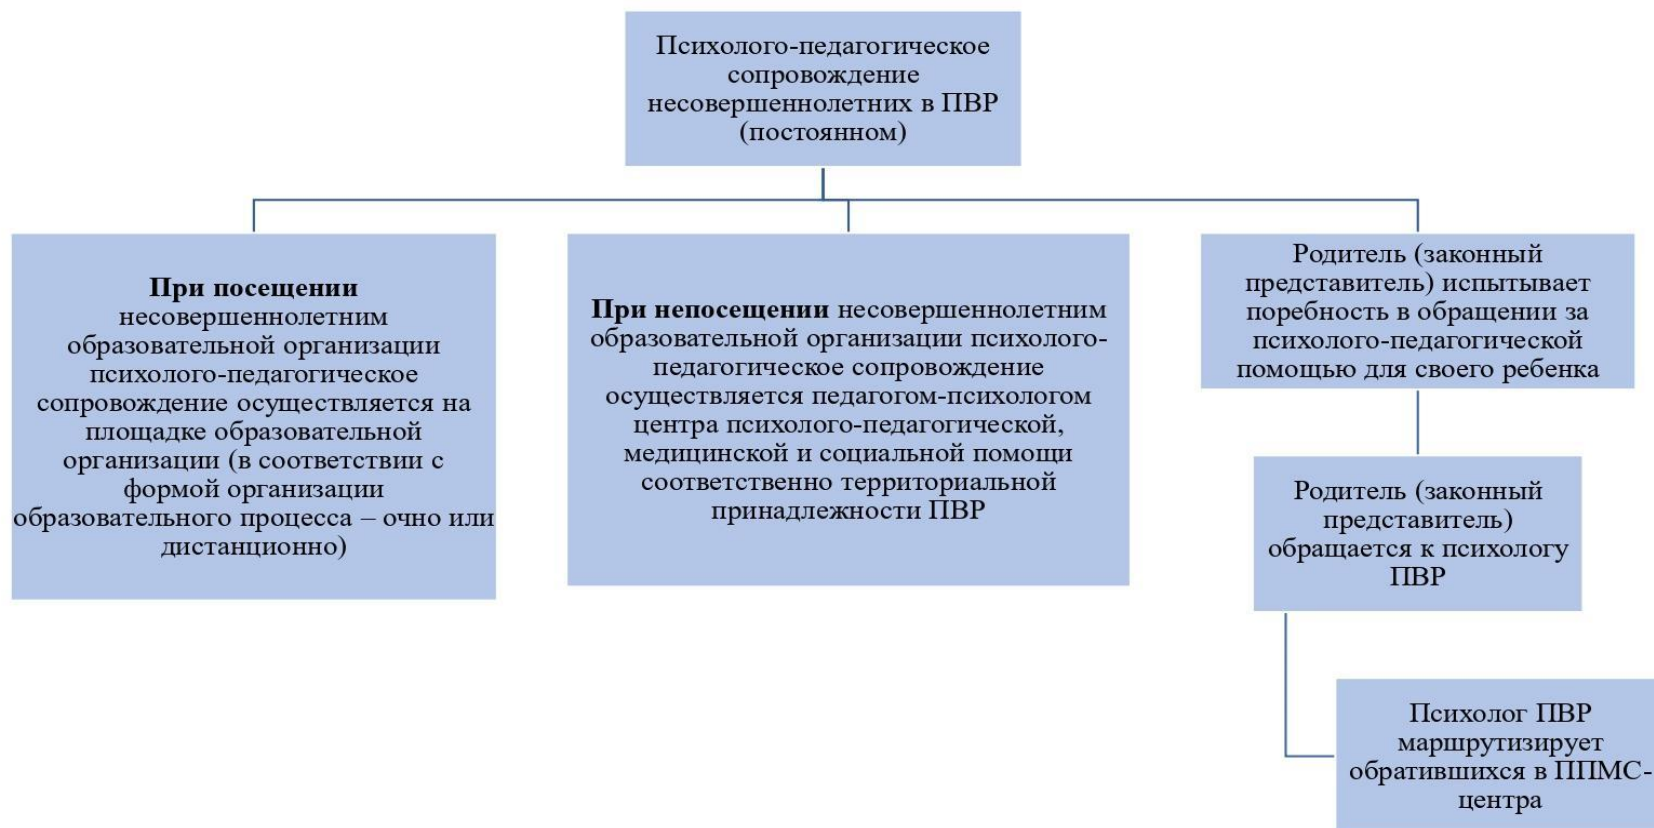 Психолого-педагогическое
сопровождение
несовершеннолетних в ПВР
(постоянном)
При посещении
несовершеннолетним
образовательной организации
психолого-педагогическое
сопровождение осуществляется на
площадке образовательной
организации (в соответствии с
формой организации
образовательного процесса – очно или
дистанционно)
При непосещении несовершеннолетним
образовательной организации психолого-
педагогическое сопровождение
осуществляется педагогом-психологом
центра психолого-педагогической,
медицинской и социальной помощи
соответственно территориальной
принадлежности ПВР
Родитель (законный
представитель) испытывает
поребность в обращении за
психолого-педагогической
помощью для своего ребенка
Родитель (законный
представитель)
обращается к психологу
ПВР
Психолог ПВР
маршрутизирует
обратившихся в ППМС-
центра